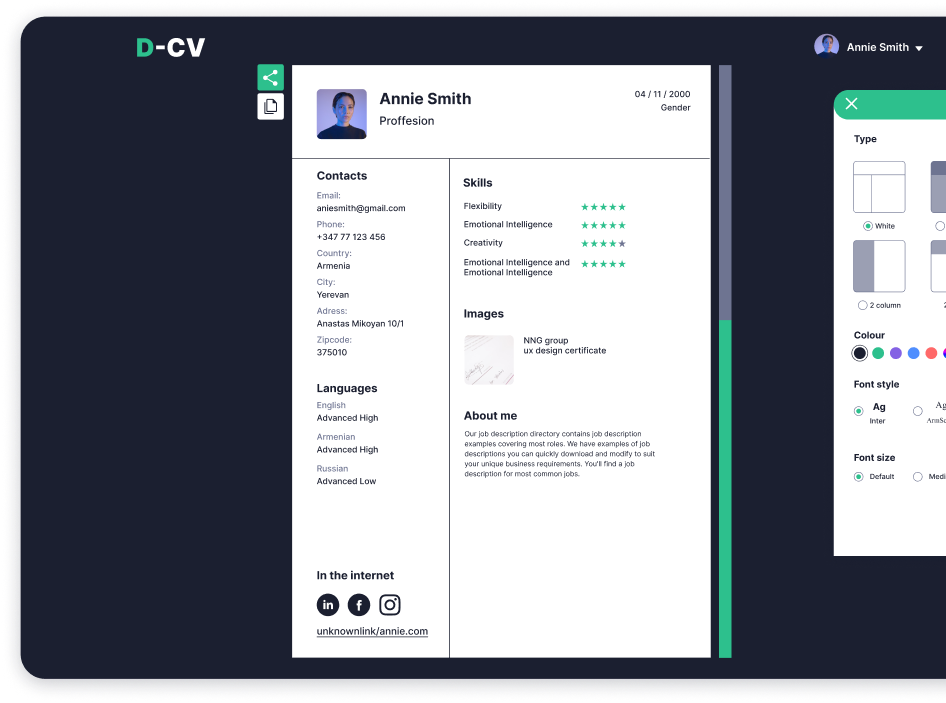 D-CV
Annie Smith
Annie Smith
Proffesion
04 / 11 / 2000
Gender
Contacts
Email:
aniesmith@gmail.com
Phone:
+347 77 123 456
Country:
Armenia
City:
Yerevan
Adress:
Anastas Mikoyan 10/1
Zipcode:
375010
Languages
English
Advanced High
Armenian
Advanced High
Russian
Advanced Low
In the internet
in
f
unknownlink/annie.com
Skills
Flexibility
Emotional Intelligence
Creativity
Emotional Intelligence and
Emotional Intelligence
Images
NNG group
ux design certificate
About me
Our job description directory contains job description
examples covering most roles. We have examples of job
descriptions you can quickly download and modify to suit
your unique business requirements. You'll find a job
description for most common jobs.
Type
White
2 column
2
Colour
Font style
Ag Ag
Inter
Font size
Default